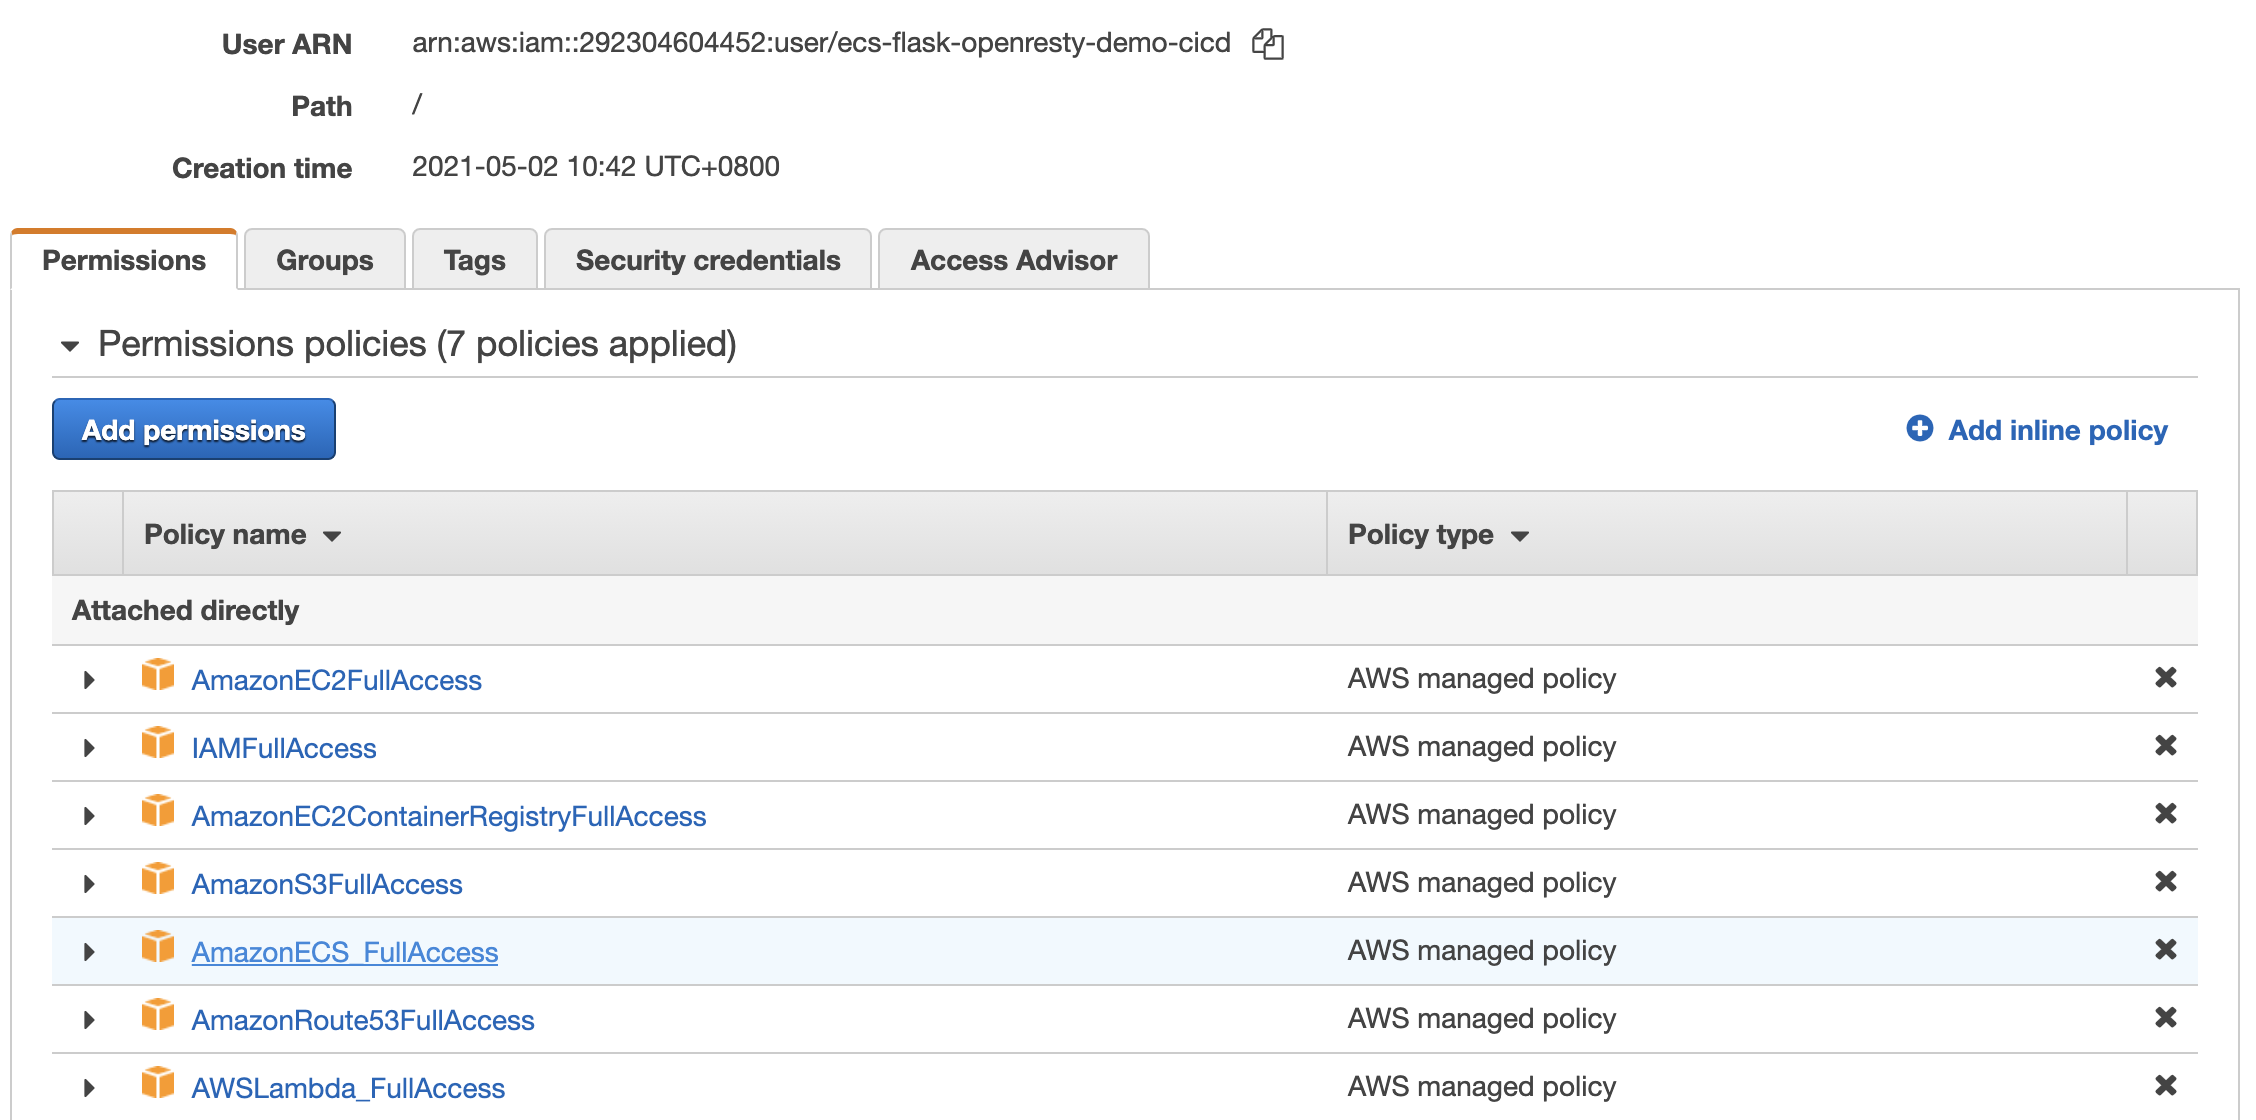 User ARN arn:aws:iam::292304604452:user/ecs-flask-openresty-demo-cicd
Path /
Creation time 2021-05-02 10:42 UTC+0800
Permissions Groups Tags Security credentials Access Advisor
Permissions policies (7 policies applied)
Add permissions Add inline policy
Policy name Policy type
Attached directly
AmazonEC2FullAccess AWS managed policy
IAMFullAccess AWS managed policy
AmazonEC2ContainerRegistryFullAccess AWS managed policy
AmazonS3FullAccess AWS managed policy
AmazonECS_FullAccess AWS managed policy
AmazonRoute53FullAccess AWS managed policy
AWSLambda_FullAccess AWS managed policy